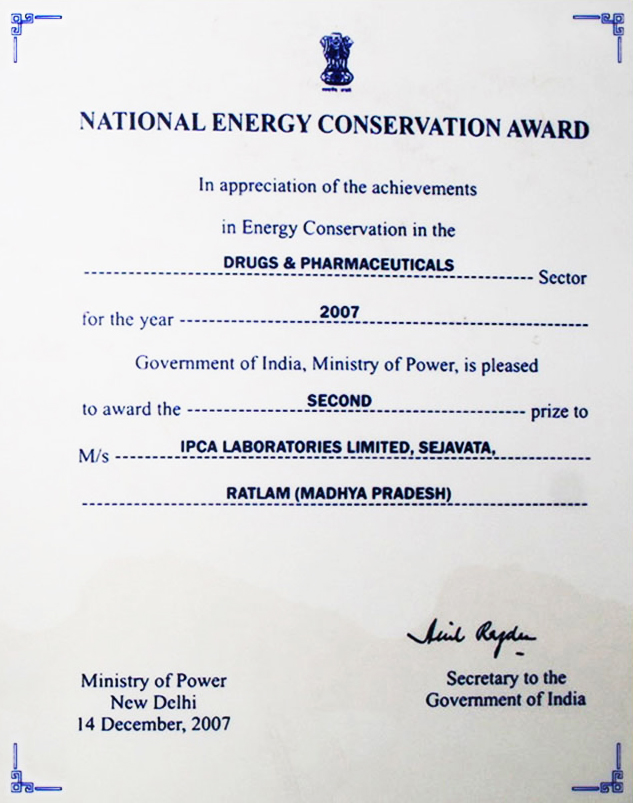 NATIONAL ENERGY CONSERVATION AWARD
In appreciation of the achievements
in Energy Conservation in the
DRUGS & PHARMACEUTICALS Sector
for the year 2007
Government of India, Ministry of Power, is pleased
to award the SECOND prize to
M/s IPCA LABORATORIES LIMITED, SEJAVATA,
RATLAM (MADHYA PRADESH)
Secretary to the
Government of India
Ministry of Power
New Delhi
14 December, 2007